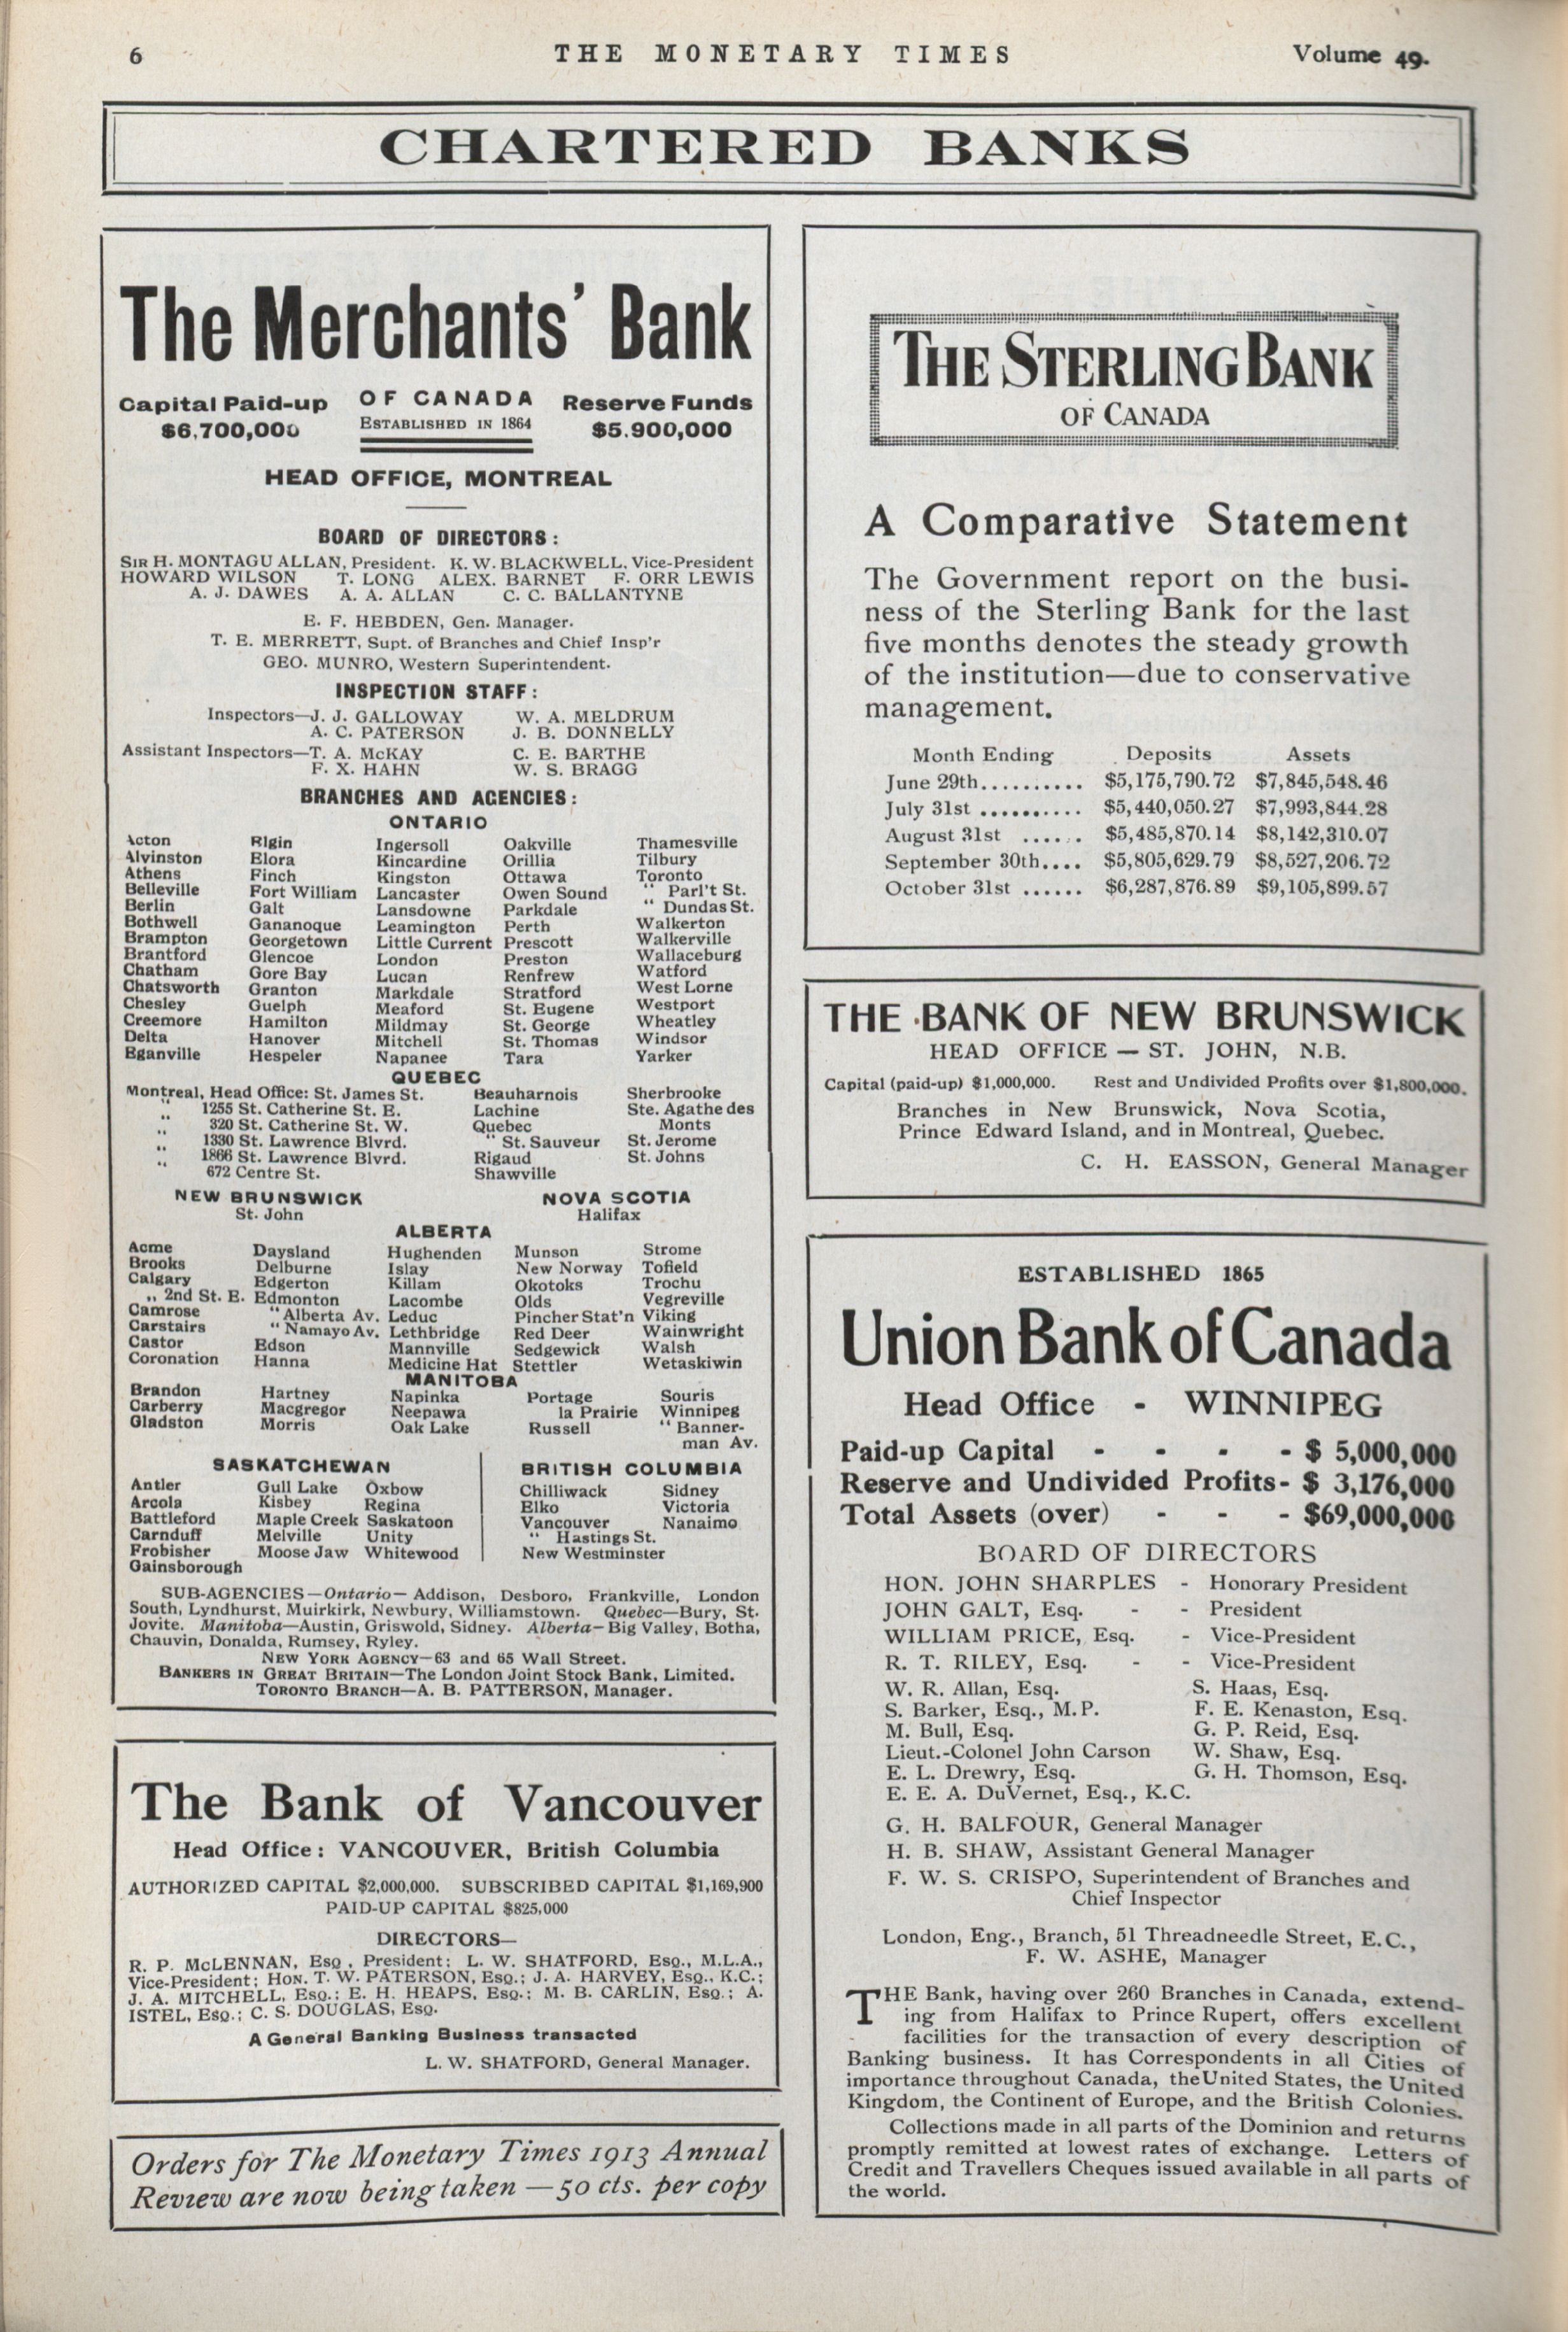 6 THE MONETARY TIMES Volume 49.
CHARTERED BANKS
The Merchants' Bank
OF CANADA
ESTABLISHED IN 1864
Capital Paid-up
$6,700,000
Reserve Funds
$5.900,000
HEAD OFFICE, MONTREAL
BOARD OF DIRECTORS:
SIR H. MONTAGU ALLAN, President. K. W. BLACKWELL, Vice-President
HOWARD WILSON T. LONG ALEX. BARNET F. ORR LEWIS
A. J. DAWES A. A. ALLAN C. C. BALLANTYNE
E. F. HEBDEN, Gen. Manager.
T. E. MERRETT, Supt. of Branches and Chief Insp'r
GEO. MUNRO, Western Superintendent.
INSPECTION STAFF:
Inspectors—J. J. GALLOWAY W. A. MELDRUM
A. C. PATERSON J. B. DONNELLY
Assistant Inspectors—T. A. McKAY C. E. BARTHE
F. X. HAHN W. S. BRAGG
BRANCHES AND AGENCIES:
ONTARIO
Acton Elgin Ingersoll Oakville Thamesville
Alvinston Elora Kincardine Orillia Tilbury
Athens Finch Kingston Ottawa Toronto
Belleville Fort William Lancaster Owen Sound " Parl't St.
Berlin Galt Lansdowne Parkdale " Dundas St.
Bothwell Gananoque Leamington Perth Walkerton
Brampton Georgetown Little Current Prescott Walkerville
Brantford Glencoe London Preston Wallaceburg
Chatham Gore Bay Lucan Renfrew Watford
Chatsworth Granton Markdale Stratford West Lorne
Chesley Guelph Meaford St. Eugene Westport
Creemore Hamilton Mildmay St. George Wheatley
Delta Hanover Mitchell St. Thomas Windsor
Eganville Hespeler Napanee Tara Yarker
QUEBEC
Montreal, Head Office: St. James St. Beauharnois Sherbrooke
" 1255 St. Catherine St. E. Lachine Ste. Agathe des
" 320 St. Catherine St. W. Quebec Monts
" 1330 St. Lawrence Blvrd. " St. Sauveur St. Jerome
" 1866 St. Lawrence Blvrd. Rigaud St. Johns
" 672 Centre St. Shawville
NEW BRUNSWICK NOVA SCOTIA
St. John Halifax
ALBERTA
Acme Daysland Hughenden Munson Strome
Brooks Delburne Islay New Norway Tofield
Calgary Edgerton Killam Okotoks Trochu
„ 2nd St. E. Edmonton Lacombe Olds Vegreville
Camrose " Alberta Av. Leduc Pincher Stat'n Viking
Carstairs " Namayo Av. Lethbridge Red Deer Wainwright
Castor Edson Mannville Sedgewick Walsh
Coronation Hanna Medicine Hat Stettler Wetaskiwin
MANITOBA
Brandon Hartney Napinka Portage Souris
Carberry Macgregor Neepawa la Prairie Winnipeg
Gladston Morris Oak Lake Russell " Banner-
man Av.
SASKATCHEWAN
Antler Gull Lake Oxbow
Arcola Kisbey Regina
Battleford Maple Creek Saskatoon
Carnduff Melville Unity
Frobisher Moose Jaw Whitewood
Gainsborough
BRITISH COLUMBIA
Chilliwack Sidney
Elko Victoria
Vancouver Nanaimo
" Hastings St.
New Westminster
SUB-AGENCIES—Ontario—Addison, Desboro, Frankville, London
South, Lyndhurst, Muirkirk, Newbury, Williamstown. Quebec—Bury, St.
Jovite. Manitoba—Austin, Griswold, Sidney. Alberta—Big Valley, Botha,
Chauvin, Donalda, Rumsey, Ryley.
NEW YORK AGENCY—63 and 65 Wall Street.
BANKERS IN GREAT BRITAIN—The London Joint Stock Bank, Limited.
TORONTO BRANCH—A. B. PATTERSON, Manager.
The Bank of Vancouver
Head Office: VANCOUVER, British Columbia
AUTHORIZED CAPITAL $2,000,000. SUBSCRIBED CAPITAL $1,169,900
PAID-UP CAPITAL $825,000
DIRECTORS—
R. P. McLENNAN, ESQ., President; L. W. SHATFORD, ESQ., M.L.A.,
Vice-President; HON. T. W. PATERSON, ESQ.; J. A. HARVEY, ESQ., K.C.;
J. A. MITCHELL, ESQ.; E. H. HEAPS, ESQ.; M. B. CARLIN, ESQ.; A.
ISTEL, ESQ.; C. S. DOUGLAS, ESQ.
A General Banking Business transacted
L. W. SHATFORD, General Manager.
Orders for The Monetary Times 1913 Annual
Review are now being taken — 50 cts. per copy
THE STERLING BANK
OF CANADA
A Comparative Statement
The Government report on the busi-
ness of the Sterling Bank for the last
five months denotes the steady growth
of the institution—due to conservative
management.
Month Ending Deposits Assets
June 29th.......... $5,175,790.72 $7,845,548.46
July 31st .......... $5,440,050.27 $7,993,844.28
August 31st ...... $5,485,870.14 $8,142,310.07
September 30th.... $5,805,629.79 $8,527,206.72
October 31st ...... $6,287,876.89 $9,105,899.57
THE BANK OF NEW BRUNSWICK
HEAD OFFICE — ST. JOHN, N.B.
Capital (paid-up) $1,000,000. Rest and Undivided Profits over $1,800,000.
Branches in New Brunswick, Nova Scotia,
Prince Edward Island, and in Montreal, Quebec.
C. H. EASSON, General Manager
ESTABLISHED 1865
Union Bank of Canada
Head Office - WINNIPEG
Paid-up Capital - - - - $ 5,000,000
Reserve and Undivided Profits - $ 3,176,000
Total Assets (over) - - - $69,000,000
BOARD OF DIRECTORS
HON. JOHN SHARPLES - Honorary President
JOHN GALT, Esq. - - President
WILLIAM PRICE, Esq. - Vice-President
R. T. RILEY, Esq. - - Vice-President
W. R. Allan, Esq. S. Haas, Esq.
S. Barker, Esq., M.P. F. E. Kenaston, Esq.
M. Bull, Esq. G. P. Reid, Esq.
Lieut.-Colonel John Carson W. Shaw, Esq.
E. L. Drewry, Esq. G. H. Thomson, Esq.
E. E. A. DuVernet, Esq., K.C.
G. H. BALFOUR, General Manager
H. B. SHAW, Assistant General Manager
F. W. S. CRISPO, Superintendent of Branches and
Chief Inspector
London, Eng., Branch, 51 Threadneedle Street, E.C.,
F. W. ASHE, Manager
THE Bank, having over 260 Branches in Canada, extend-
ing from Halifax to Prince Rupert, offers excellent
facilities for the transaction of every description of
Banking business. It has Correspondents in all Cities of
importance throughout Canada, the United States, the United
Kingdom, the Continent of Europe, and the British Colonies.
Collections made in all parts of the Dominion and returns
promptly remitted at lowest rates of exchange. Letters of
Credit and Travellers Cheques issued available in all parts of
the world.